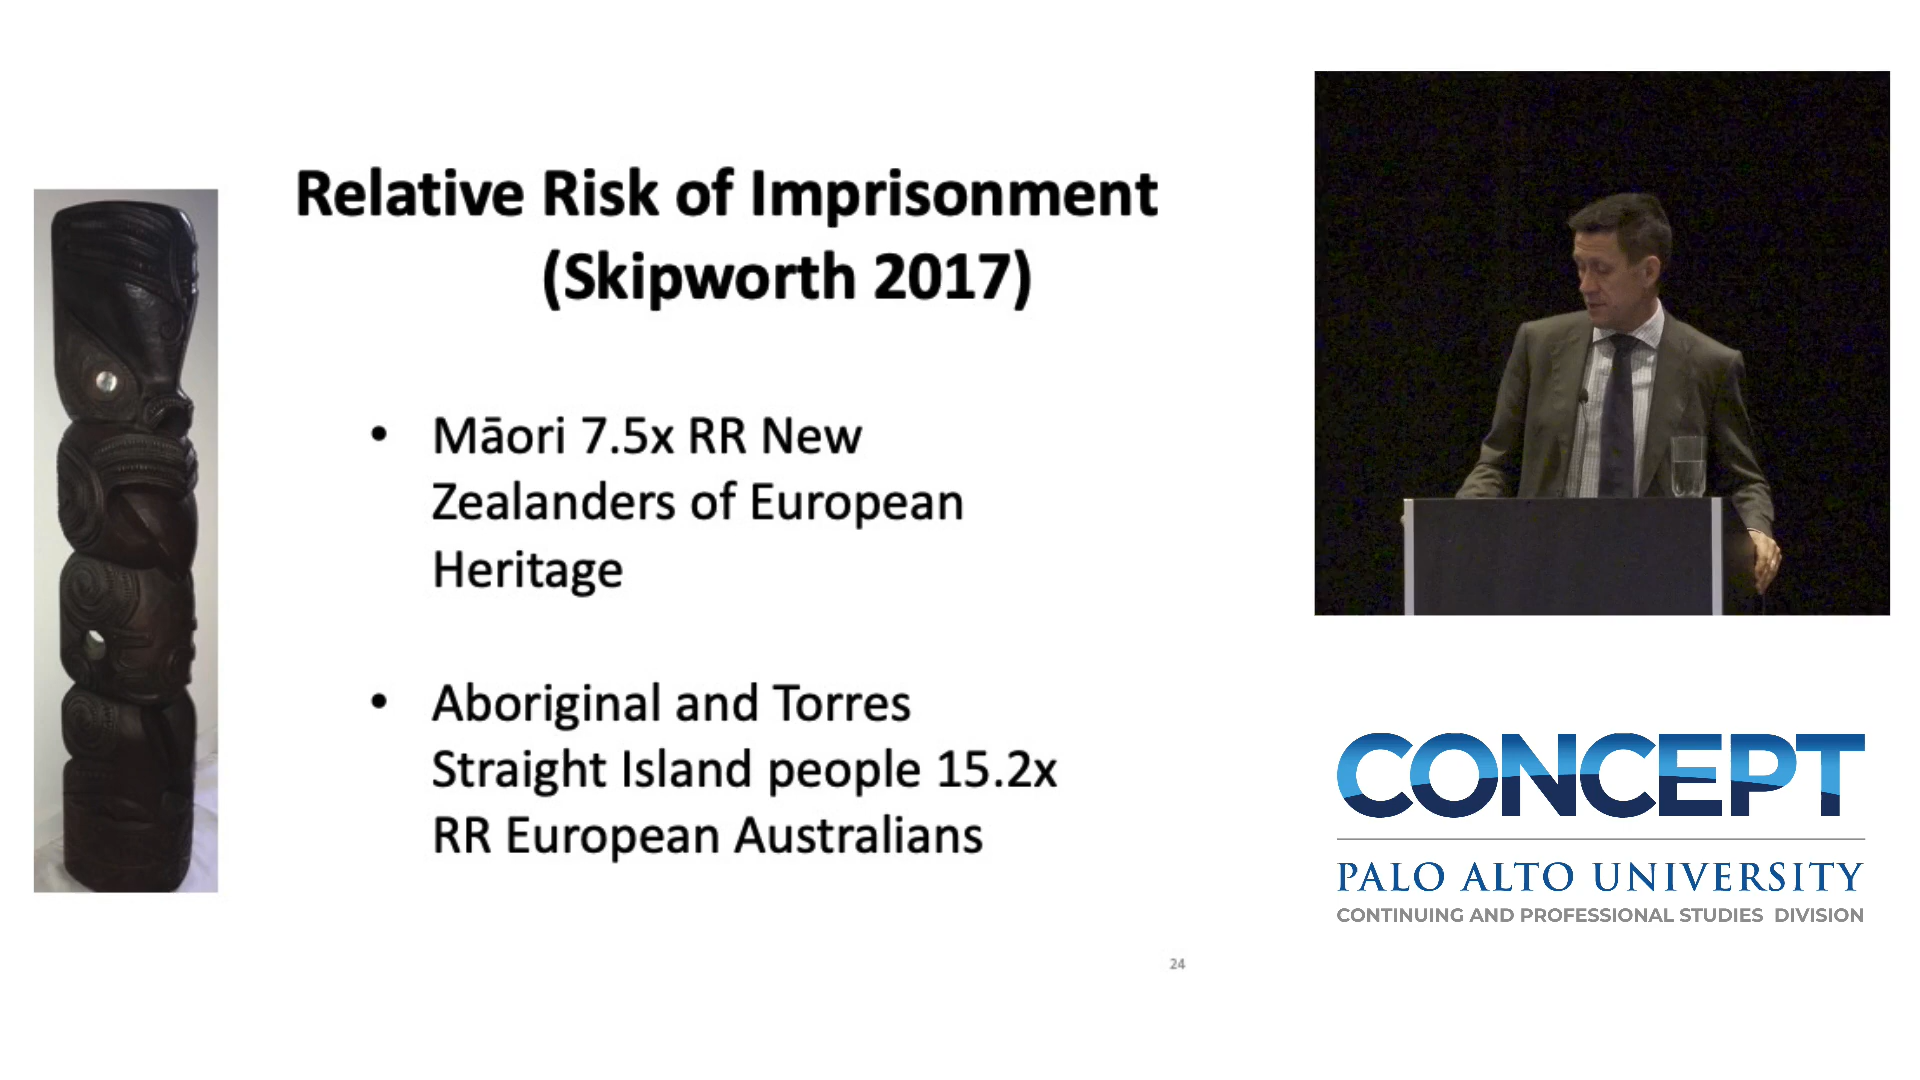 Relative Risk of Imprisonment
(Skipworth 2017)
• Māori 7.5x RR New
Zealanders of European
Heritage
• Aboriginal and Torres
Straight Island people 15.2x
RR European Australians
24
CONCEPT
PALO ALTO UNIVERSITY
CONTINUING AND PROFESSIONAL STUDIES DIVISION